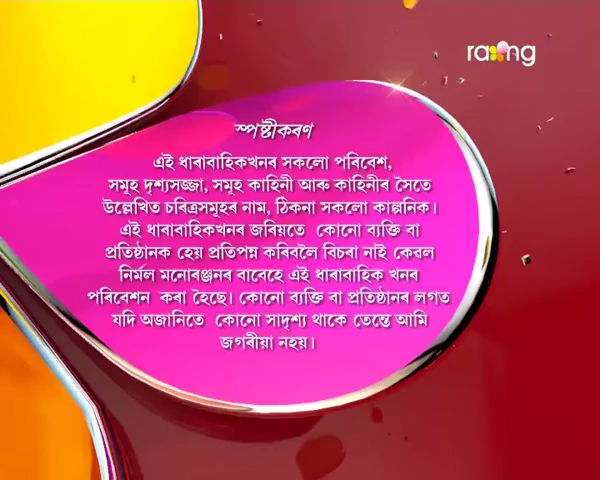 rang
স্পষ্টীকৰণ
এই ধাৰাবাহিকখনৰ সকলো পৰিবেশ,
সমূহ দৃশ্যসজ্জা, সমূহ কাহিনী আৰু কাহিনীৰ সৈতে
উল্লেখিত চৰিত্ৰসমূহৰ নাম, ঠিকনা সকলো কাল্পনিক।
এই ধাৰাবাহিকখনৰ জৰিয়তে কোনো ব্যক্তি বা
প্ৰতিষ্ঠানক হেয় প্ৰতিপন্ন কৰিবলৈ বিচৰা নাই কেৱল
নিৰ্মল মনোৰঞ্জনৰ বাবেহে এই ধাৰাবাহিক খনৰ
পৰিবেশন কৰা হৈছে। কোনো ব্যক্তি বা প্ৰতিষ্ঠানৰ লগত
যদি অজানিতে কোনো সাদৃশ্য থাকে তেন্তে আমি
জগৰীয়া নহয়।